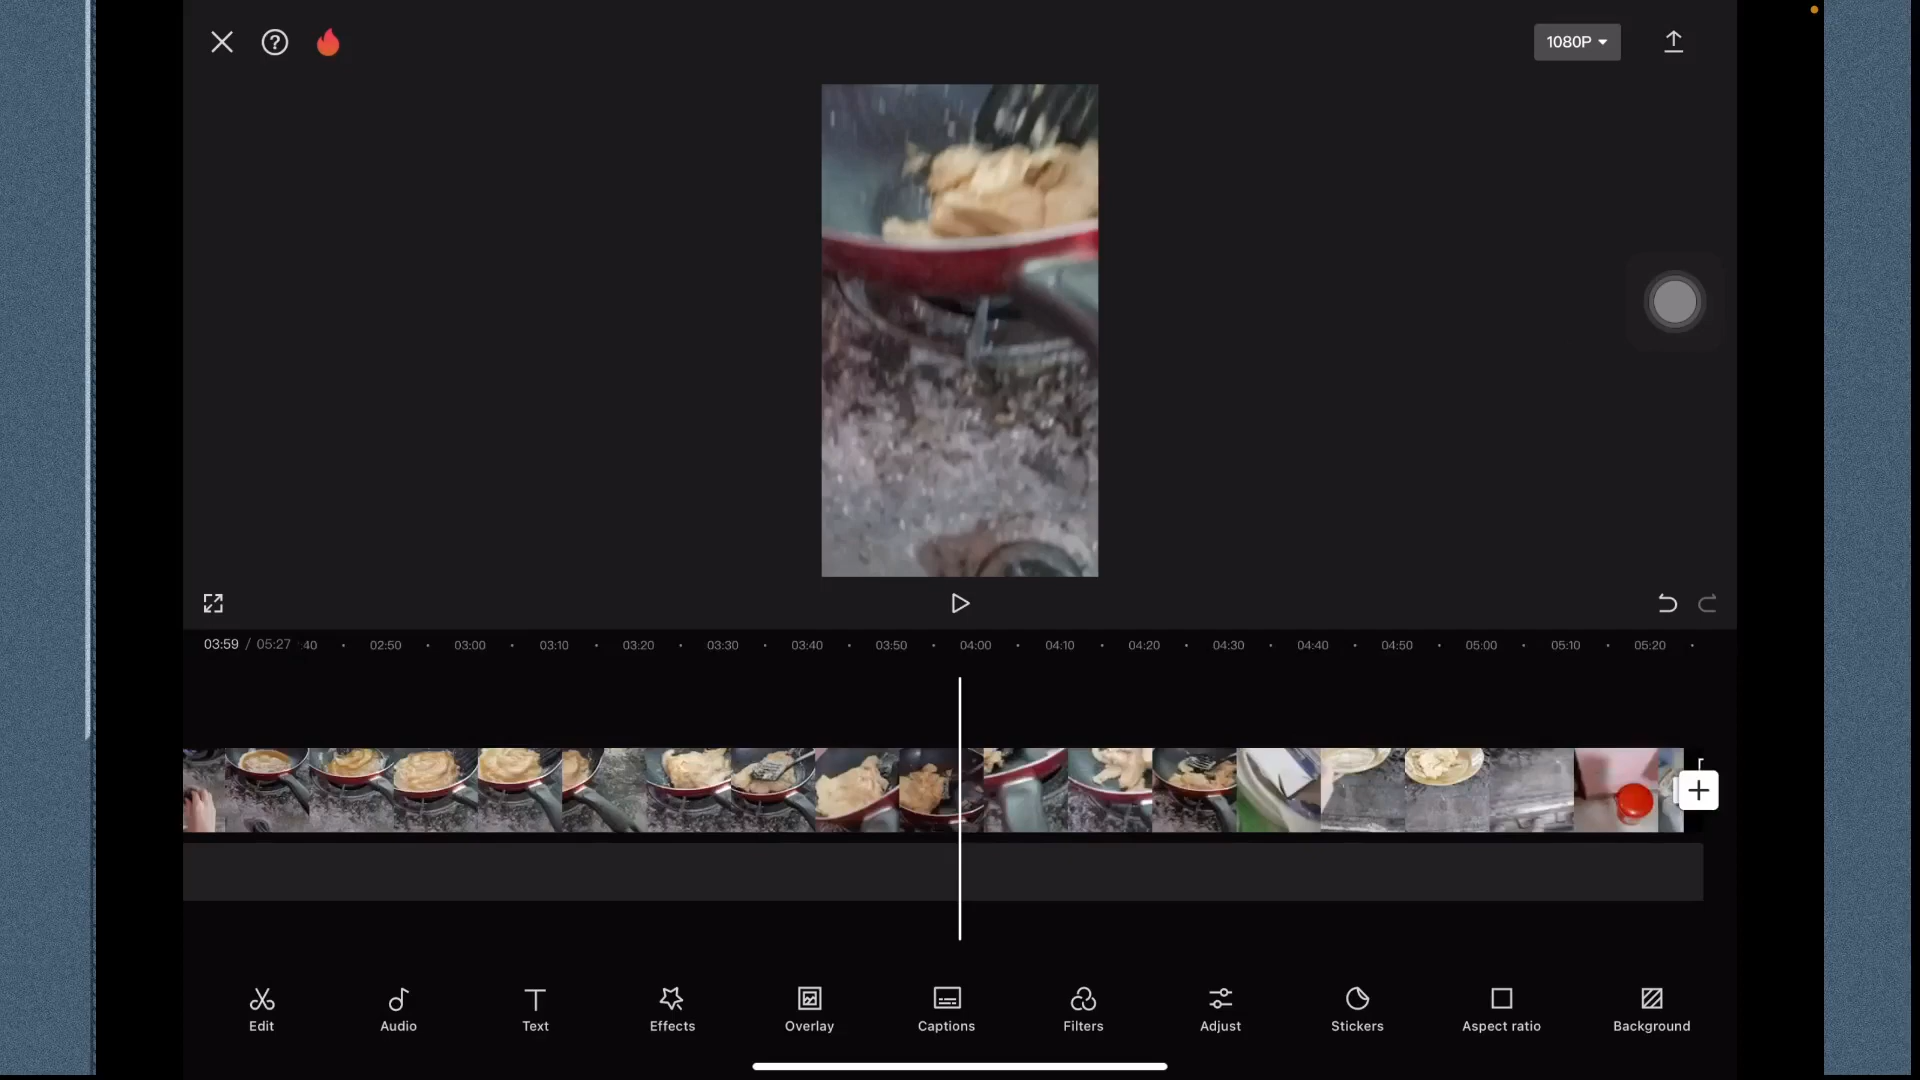 1080P
03:59 / 05:27 :40 02:50 03:00 03:10 03:20 03:30 03:40 03:50 04:00 04:10 04:20 04:30 04:40 04:50 05:00 05:10 05:20
Edit Audio Text Effects Overlay Captions Filters Adjust Stickers Aspect ratio Background